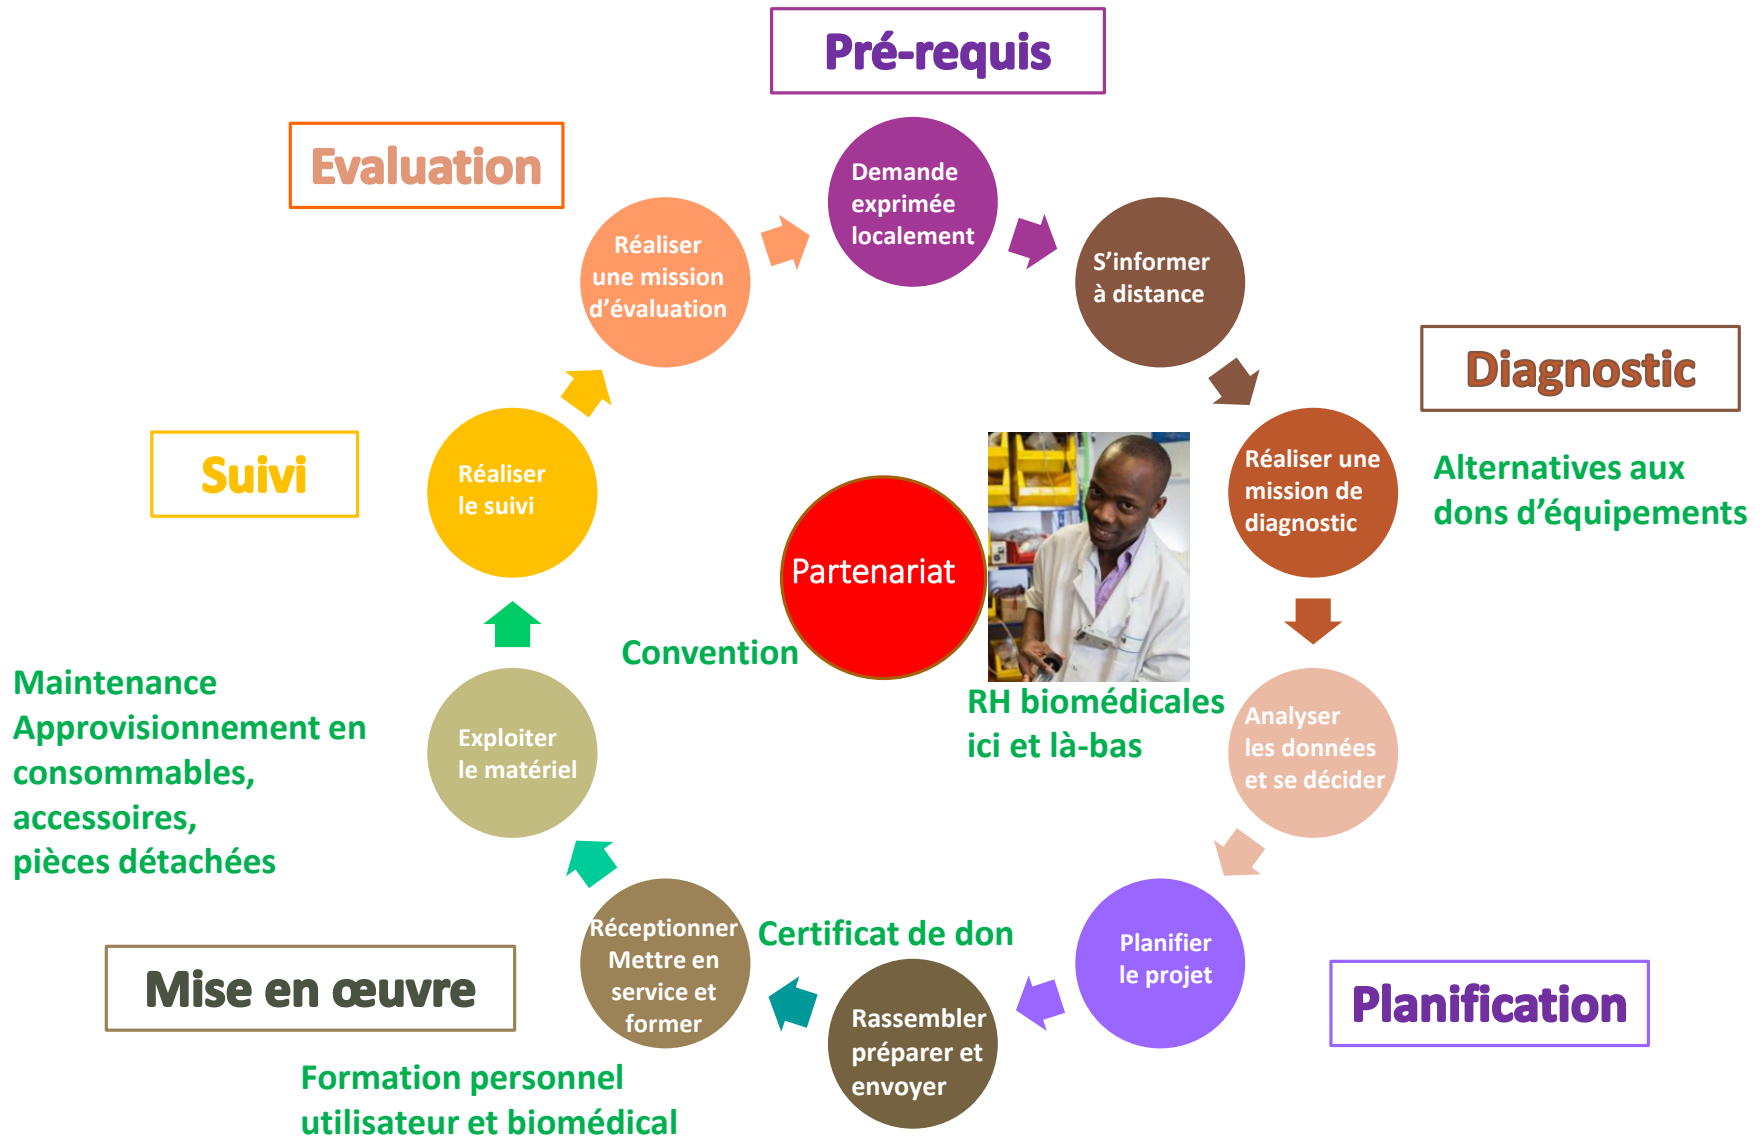 Pré-requis
Evaluation
Demande
exprimée
localement
Réaliser
une mission
d’évaluation
S’informer
à distance
Diagnostic
Suivi
Réaliser
le suivi
Réaliser une
mission de
diagnostic
Alternatives aux
dons d’équipements
Partenariat
Convention
RH biomédicales
ici et là-bas
Maintenance
Approvisionnement en
consommables,
accessoires,
pièces détachées
Exploiter
le matériel
Analyser
les données
et se décider
Réceptionner
Mettre en
service et
former
Certificat de don
Planifier
le projet
Mise en œuvre
Planification
Rassembler
préparer et
envoyer
Formation personnel
utilisateur et biomédical